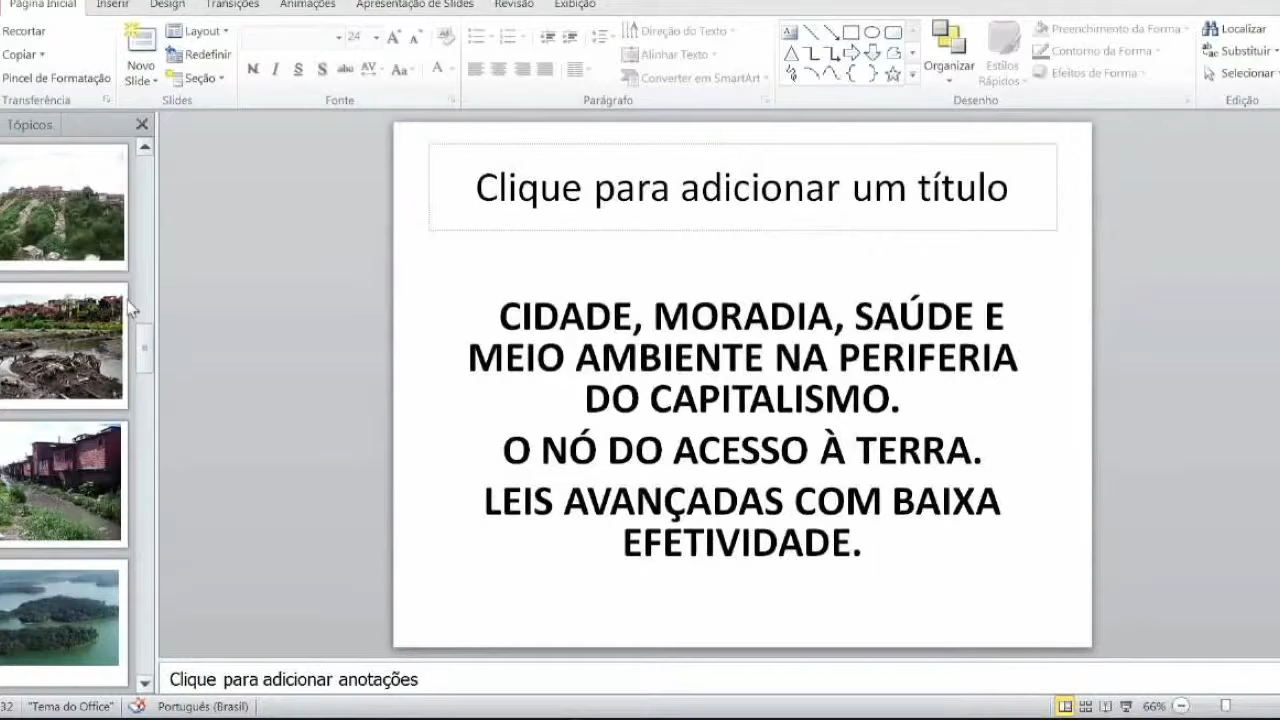 Página Inicial Inserir Design Transições Animações Apresentação de Slides Revisão Exibição
Recortar
Copiar
Pincel de Formatação
Transferência
Novo
Slide
Layout
Redefinir
Seção
Slides
24
N I S S abc AV Aa A
Fonte
Direção do Texto
Alinhar Texto
Converter em SmartArt
Parágrafo
Organizar
Estilos
Rápidos
Preenchimento da Forma
Contorno da Forma
Efeitos de Forma
Desenho
Localizar
Substituir
Selecionar
Edição
Tópicos
Clique para adicionar um título
CIDADE, MORADIA, SAÚDE E
MEIO AMBIENTE NA PERIFERIA
DO CAPITALISMO.
O NÓ DO ACESSO À TERRA.
LEIS AVANÇADAS COM BAIXA
EFETIVIDADE.
Clique para adicionar anotações
32 "Tema do Office" Português (Brasil) 66%